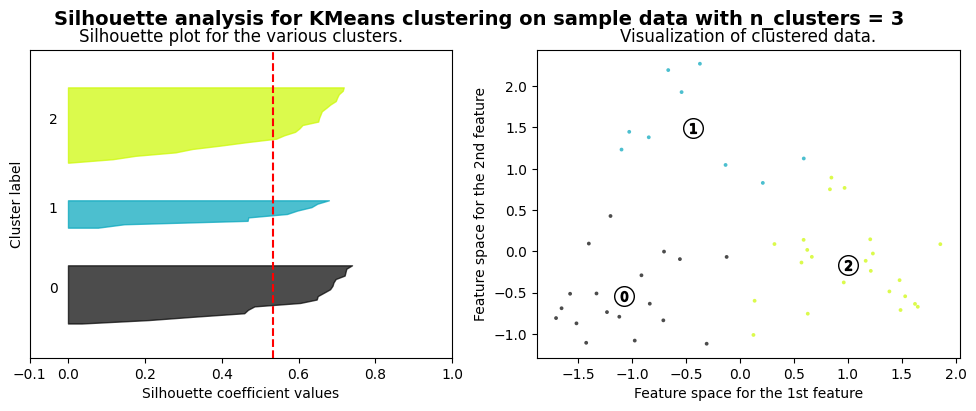 Silhouette analysis for KMeans clustering on sample data with n_clusters = 3
Silhouette plot for the various clusters.
Cluster label
2
1
0
−0.1 0.0 0.2 0.4 0.6 0.8 1.0
Silhouette coefficient values
Visualization of clustered data.
Feature space for the 2nd feature
2.0
1.5
1.0
0.5
0.0
−0.5
−1.0
1
2
0
−1.5 −1.0 −0.5 0.0 0.5 1.0 1.5 2.0
Feature space for the 1st feature